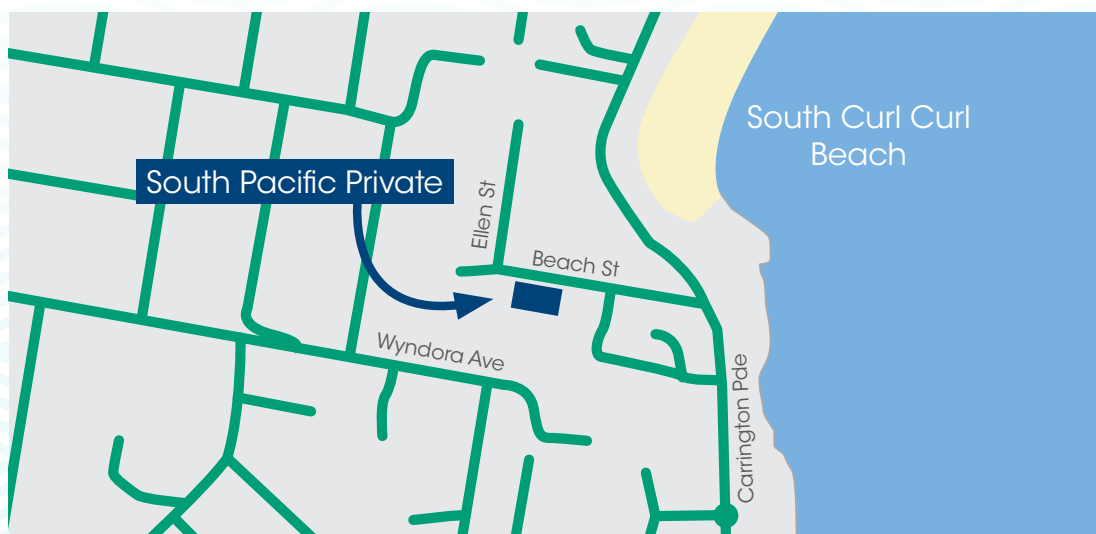 South Curl Curl
Beach
South Pacific Private
Ellen St
Beach St
Wyndora Ave
Carrington Pde